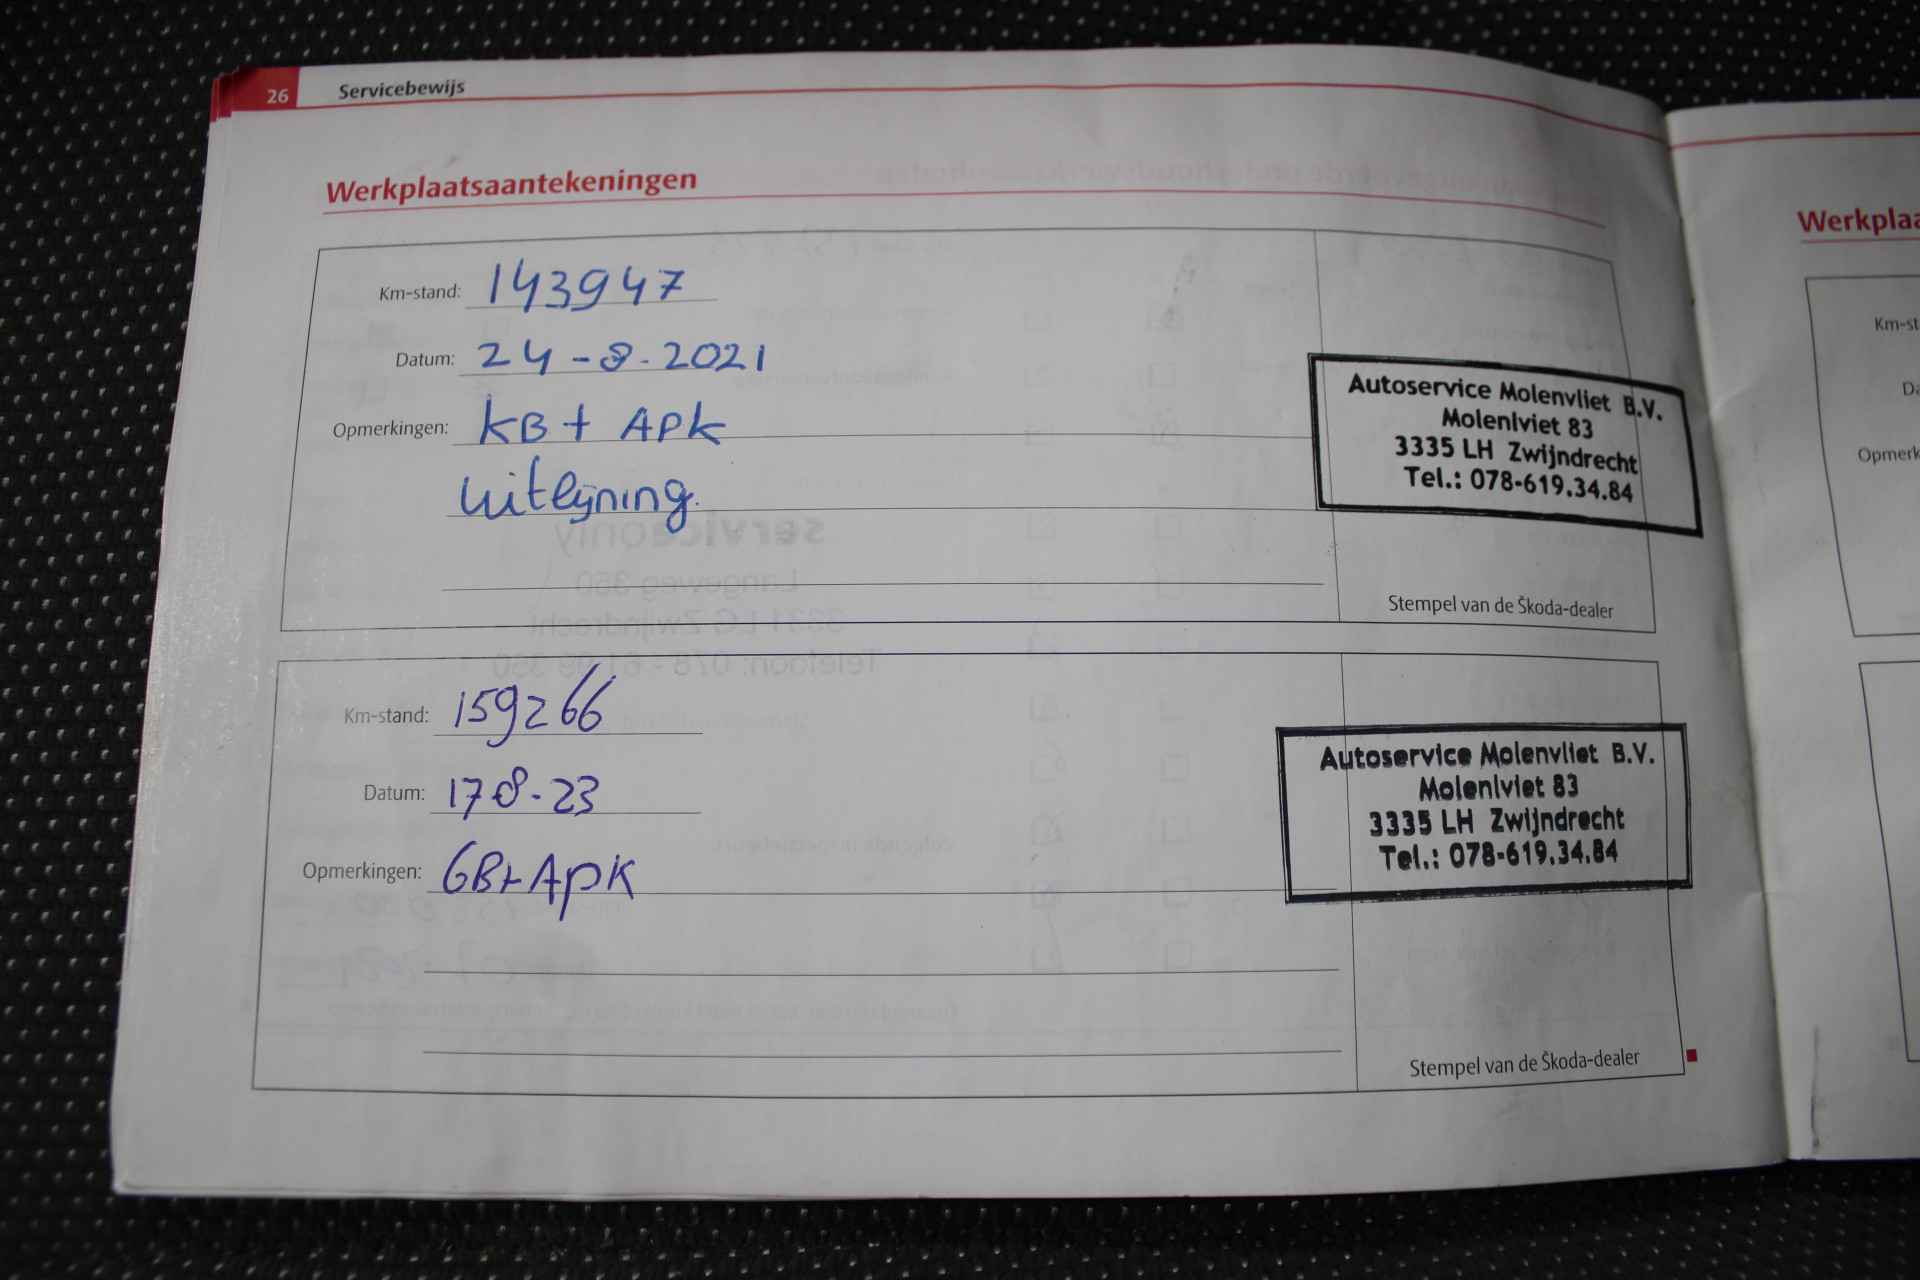 26 Servicebewijs
Werkplaatsaantekeningen
Km-stand: 143947
Datum: 24-8-2021
Opmerkingen: KB + APK
uitlijning.
Autoservice Molenvliet B.V.
Molenlviet 83
3335 LH Zwijndrecht
Tel.: 078-619.34.84
Stempel van de Škoda-dealer
Km-stand: 159266
Datum: 17 8-23
Opmerkingen: GB+APK
Autoservice Molenvliet B.V.
Molenlviet 83
3335 LH Zwijndrecht
Tel.: 078-619.34.84
Stempel van de Škoda-dealer
Werkplaa
Km-st
Da
Opmerk